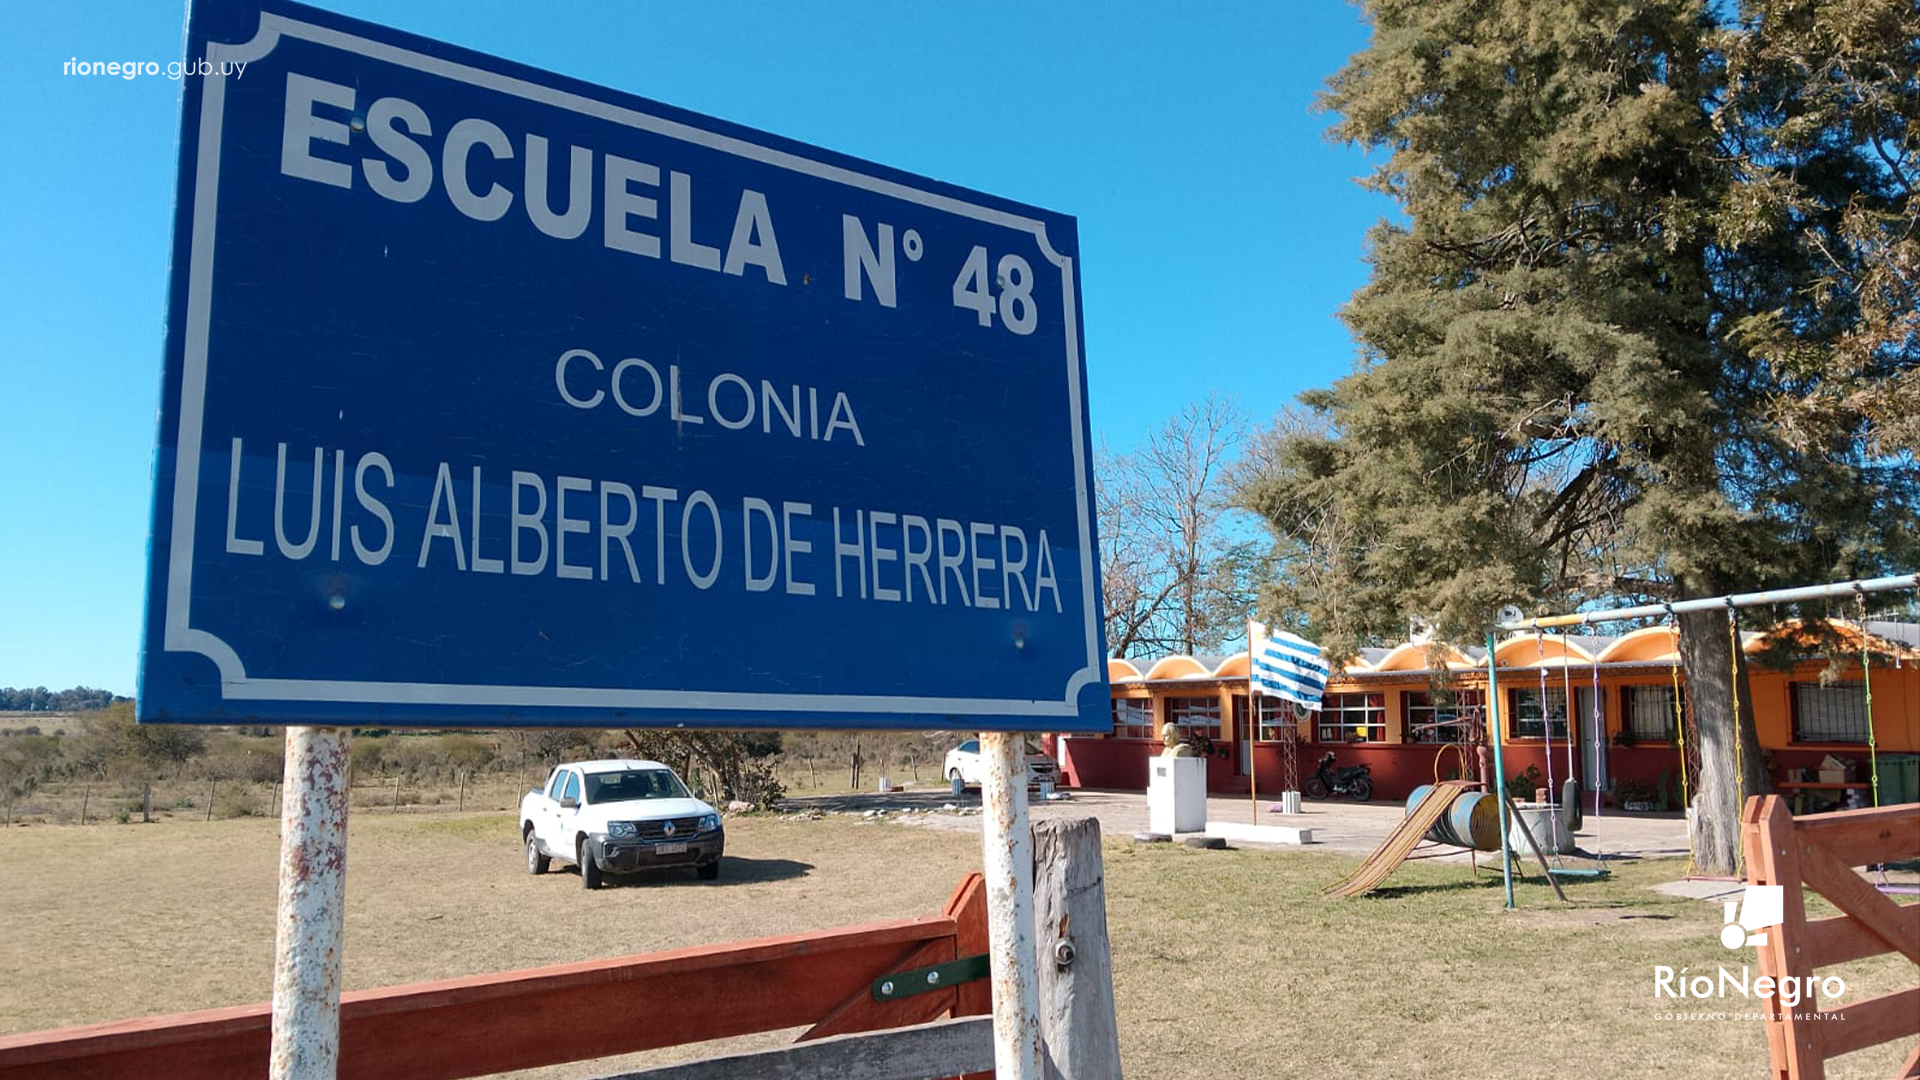 rionegro.gub.uy
ESCUELA N° 48
COLONIA
LUIS ALBERTO DE HERRERA
RíoNegro
GOBIERNO DEPARTAMENTAL